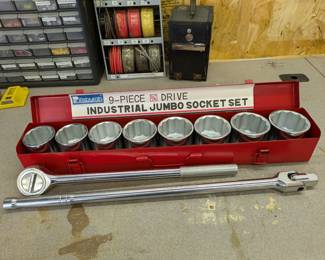 9-PIECE DRIVE
INDUSTRIAL JUMBO SOCKET SET